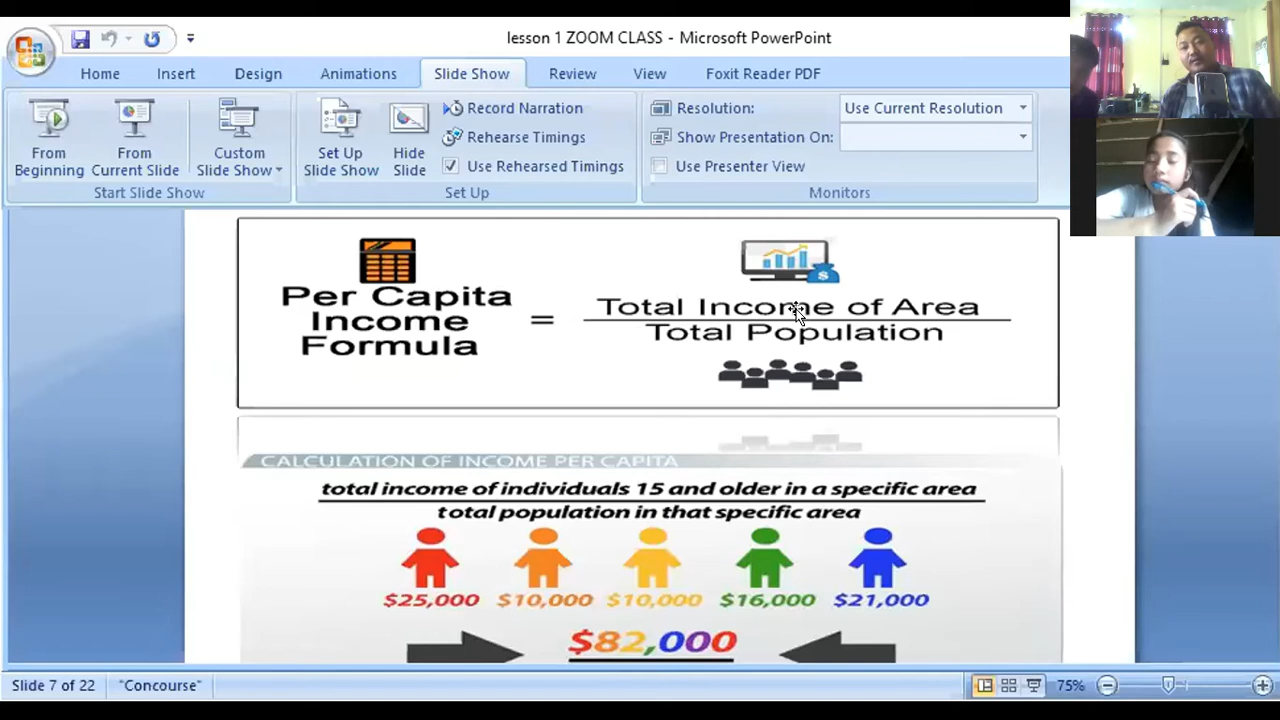 lesson 1 ZOOM CLASS - Microsoft PowerPoint
Home Insert Design Animations Slide Show Review View Foxit Reader PDF
From Beginning
From Current Slide
Custom Slide Show
Start Slide Show
Set Up Slide Show
Hide Slide
Record Narration
Rehearse Timings
Use Rehearsed Timings
Set Up
Resolution: Use Current Resolution
Show Presentation On:
Use Presenter View
Monitors
Per Capita
Income
Formula
=
Total Income of Area
Total Population
$
CALCULATION OF INCOME PER CAPITA
total income of individuals 15 and older in a specific area
total population in that specific area
$25,000 $10,000 $10,000 $16,000 $21,000
$82,000
Slide 7 of 22 "Concourse" 75%